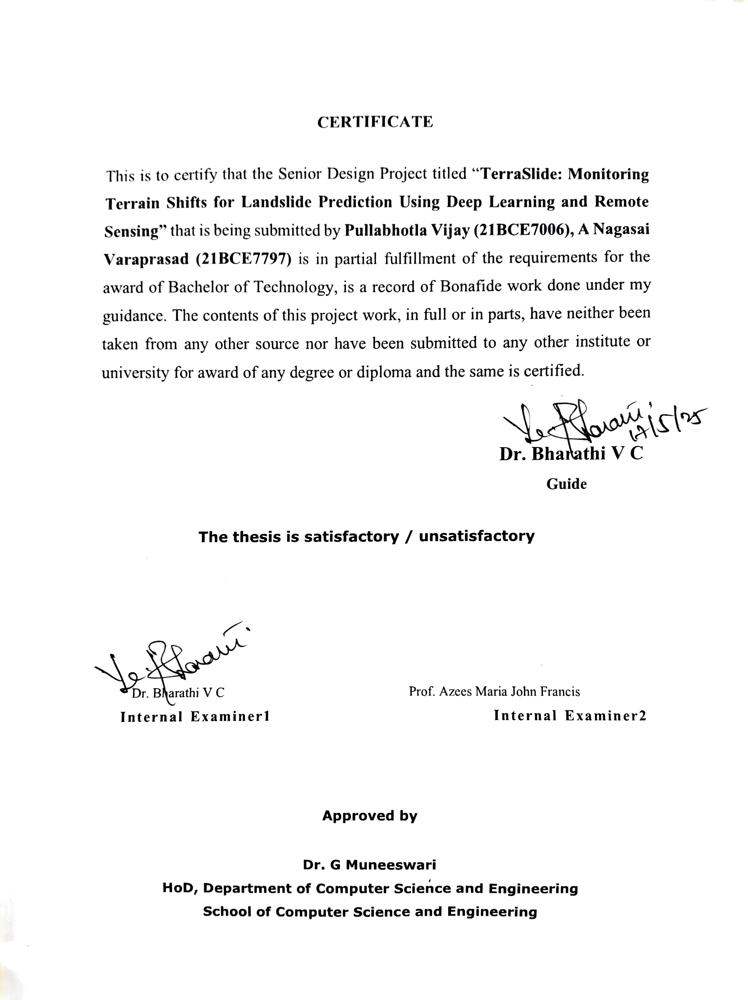 CERTIFICATE
This is to certify that the Senior Design Project titled “TerraSlide: Monitoring
Terrain Shifts for Landslide Prediction Using Deep Learning and Remote
Sensing” that is being submitted by Pullabhotla Vijay (21BCE7006), A Nagasai
Varaprasad (21BCE7797) is in partial fulfillment of the requirements for the
award of Bachelor of Technology, is a record of Bonafide work done under my
guidance. The contents of this project work, in full or in parts, have neither been
taken from any other source nor have been submitted to any other institute or
university for award of any degree or diploma and the same is certified.
17/5/25
Dr. Bharathi V C
Guide
The thesis is satisfactory / unsatisfactory
Dr. Bharathi V C
Prof. Azees Maria John Francis
Internal Examiner1
Internal Examiner2
Approved by
Dr. G Muneeswari
HoD, Department of Computer Science and Engineering
School of Computer Science and Engineering